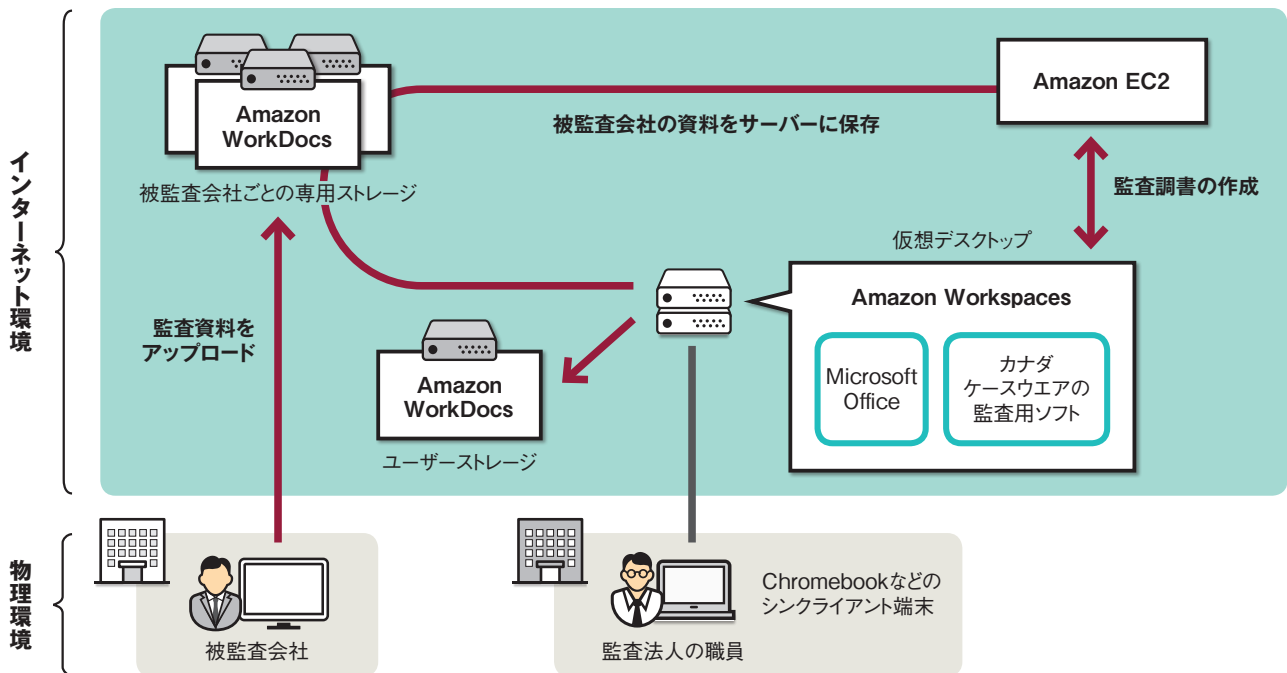 インターネット環境
Amazon
WorkDocs
被監査会社ごとの専用ストレージ
被監査会社の資料をサーバーに保存
Amazon EC2
監査調書の作成
仮想デスクトップ
Amazon Workspaces
Microsoft
Office
カナダ
ケースウエアの
監査用ソフト
監査資料を
アップロード
Amazon
WorkDocs
ユーザーストレージ
物理環境
被監査会社
監査法人の職員
Chromebookなどの
シンクライアント端末